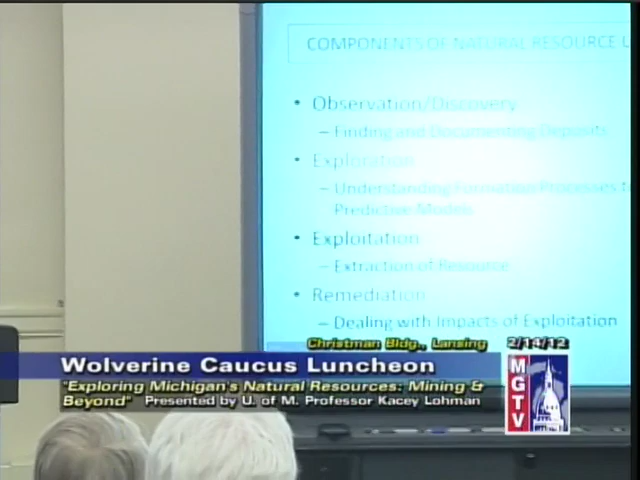 COMPONENTS OF NATURAL RESOURCE U
• Observation/Discovery
– Finding and Documenting Deposits
• Exploration
– Understanding Formation Processes t
Predictive Models
• Exploitation
– Extraction of Resource
• Remediation
– Dealing with Impacts of Exploitation
Christman Bldg., Lansing 2/14/12
Wolverine Caucus Luncheon
"Exploring Michigan's Natural Resources: Mining &
Beyond" Presented by U. of M. Professor Kacey Lohman
MGTV